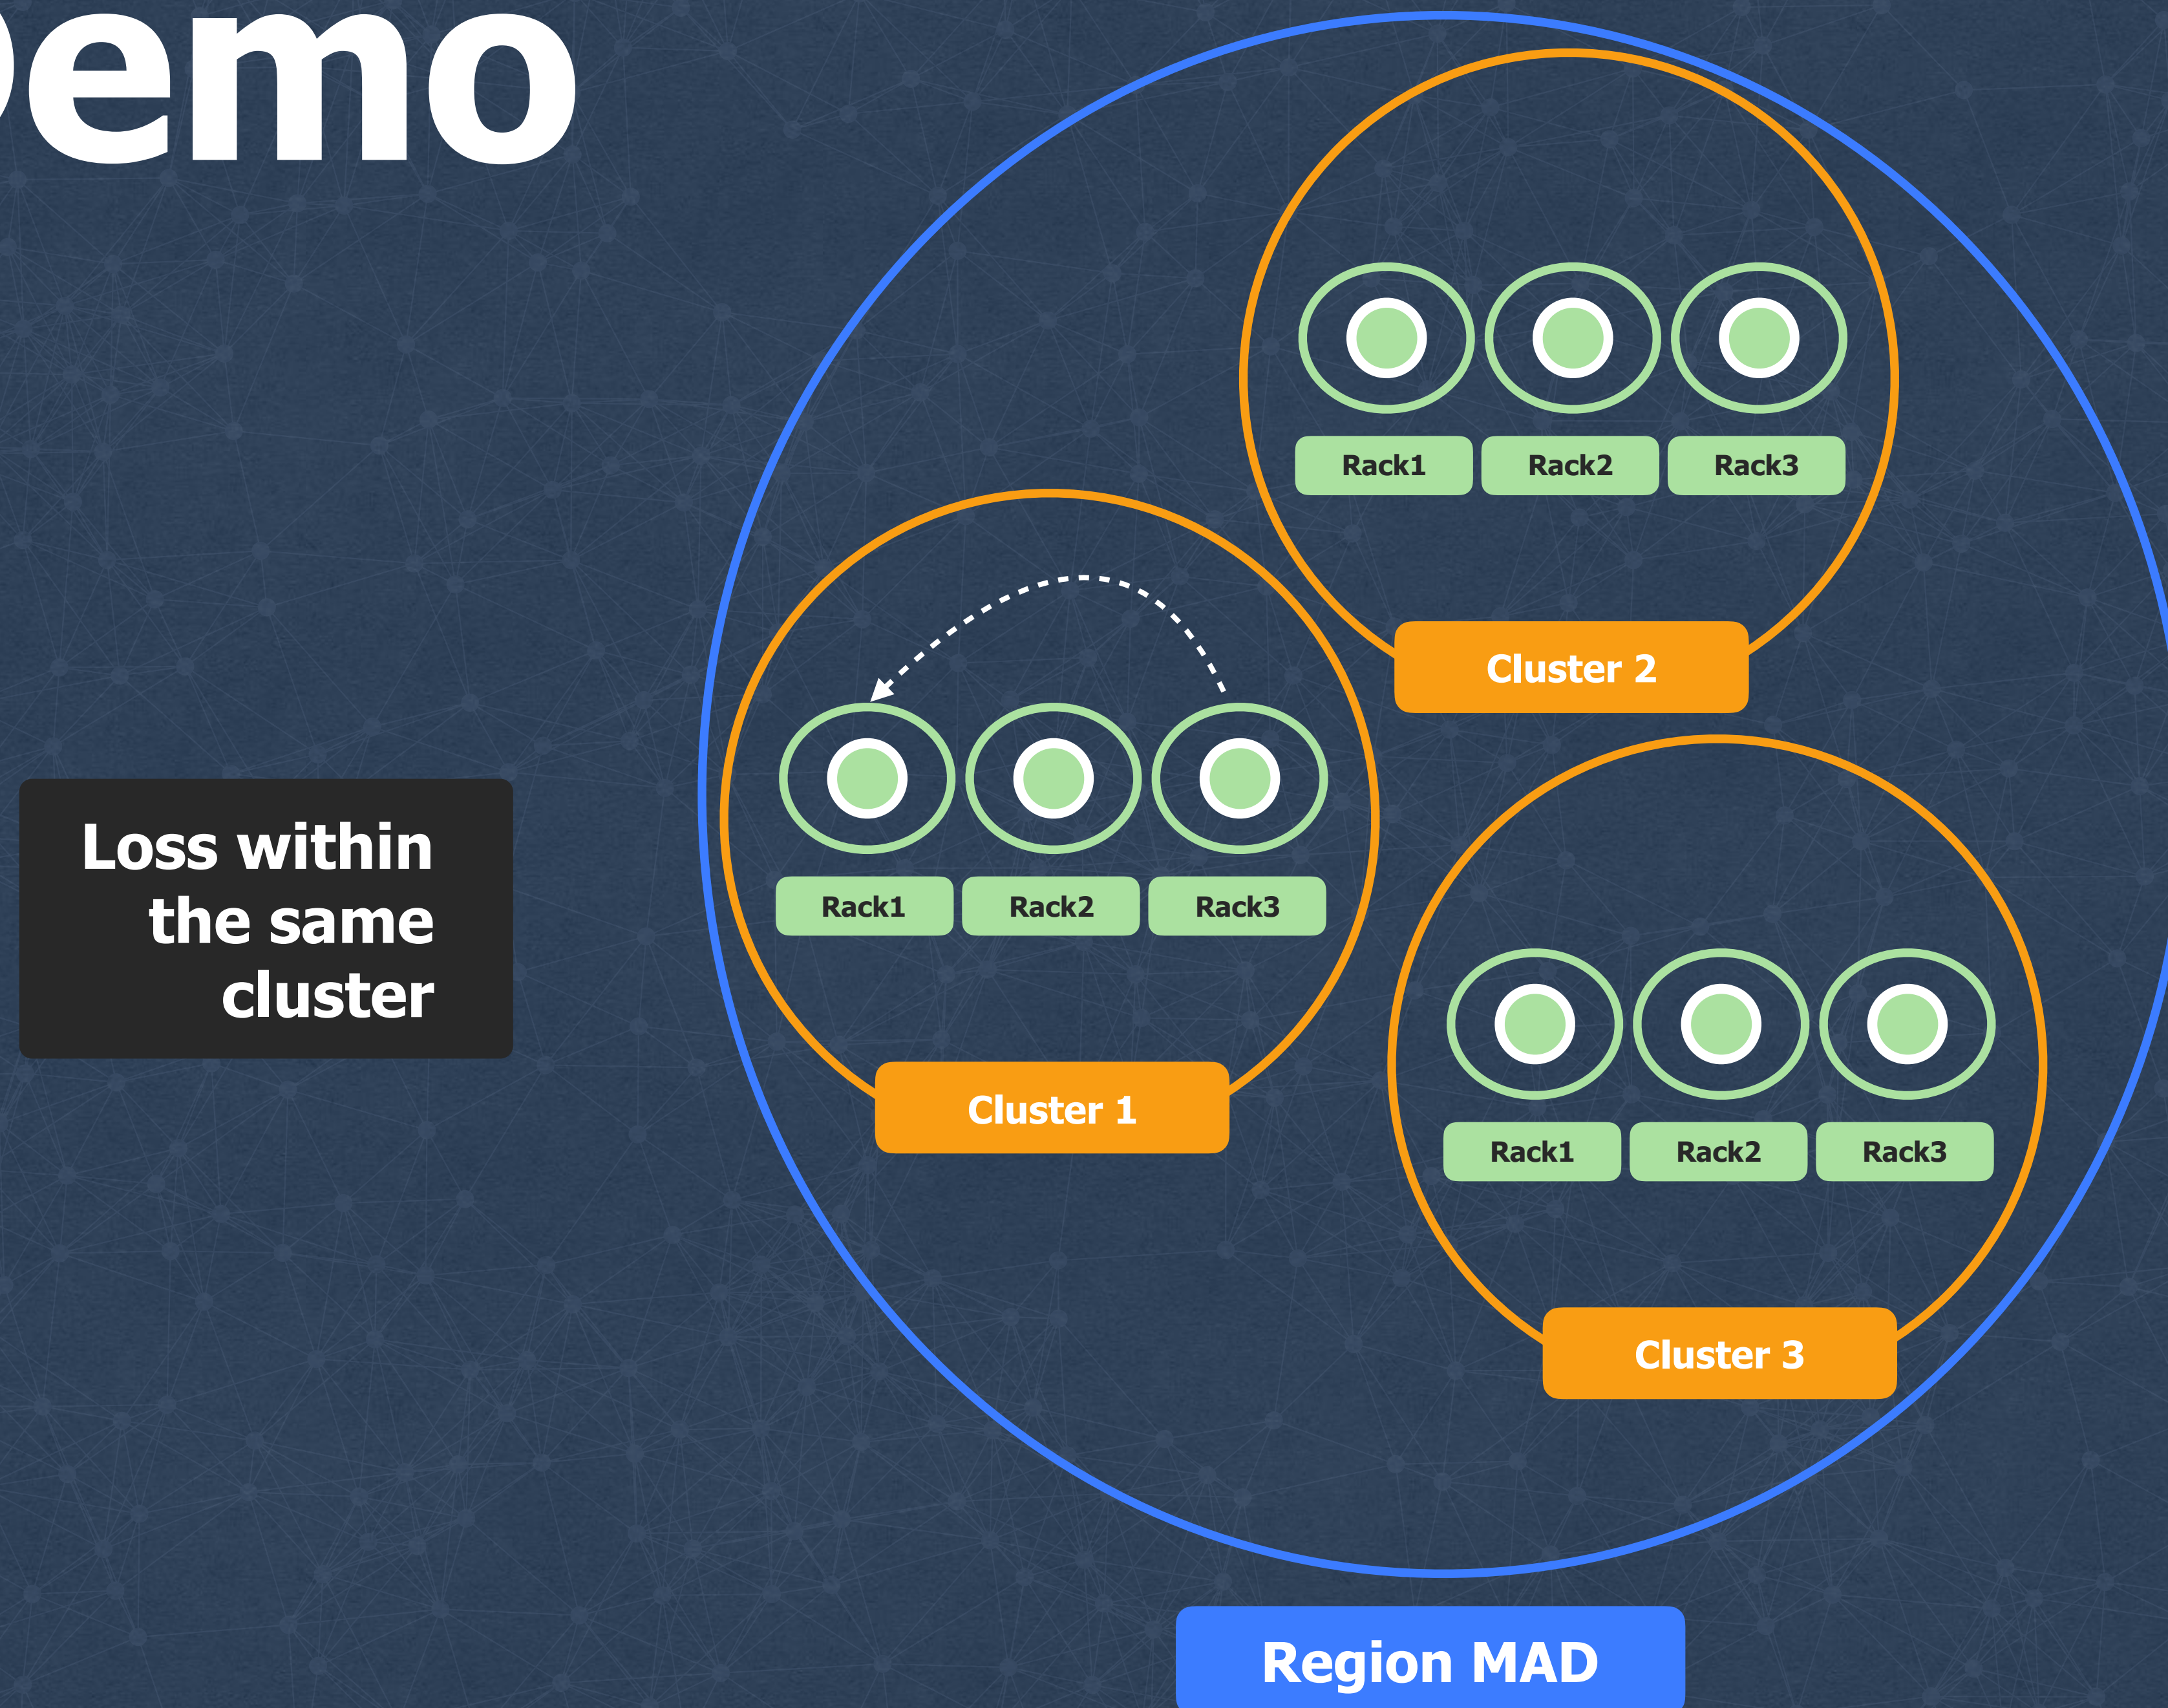 Demo
Rack1 Rack2 Rack3
Cluster 2
Loss within
the same
cluster
Rack1 Rack2 Rack3
Cluster 1
Rack1 Rack2 Rack3
Cluster 3
Region MAD